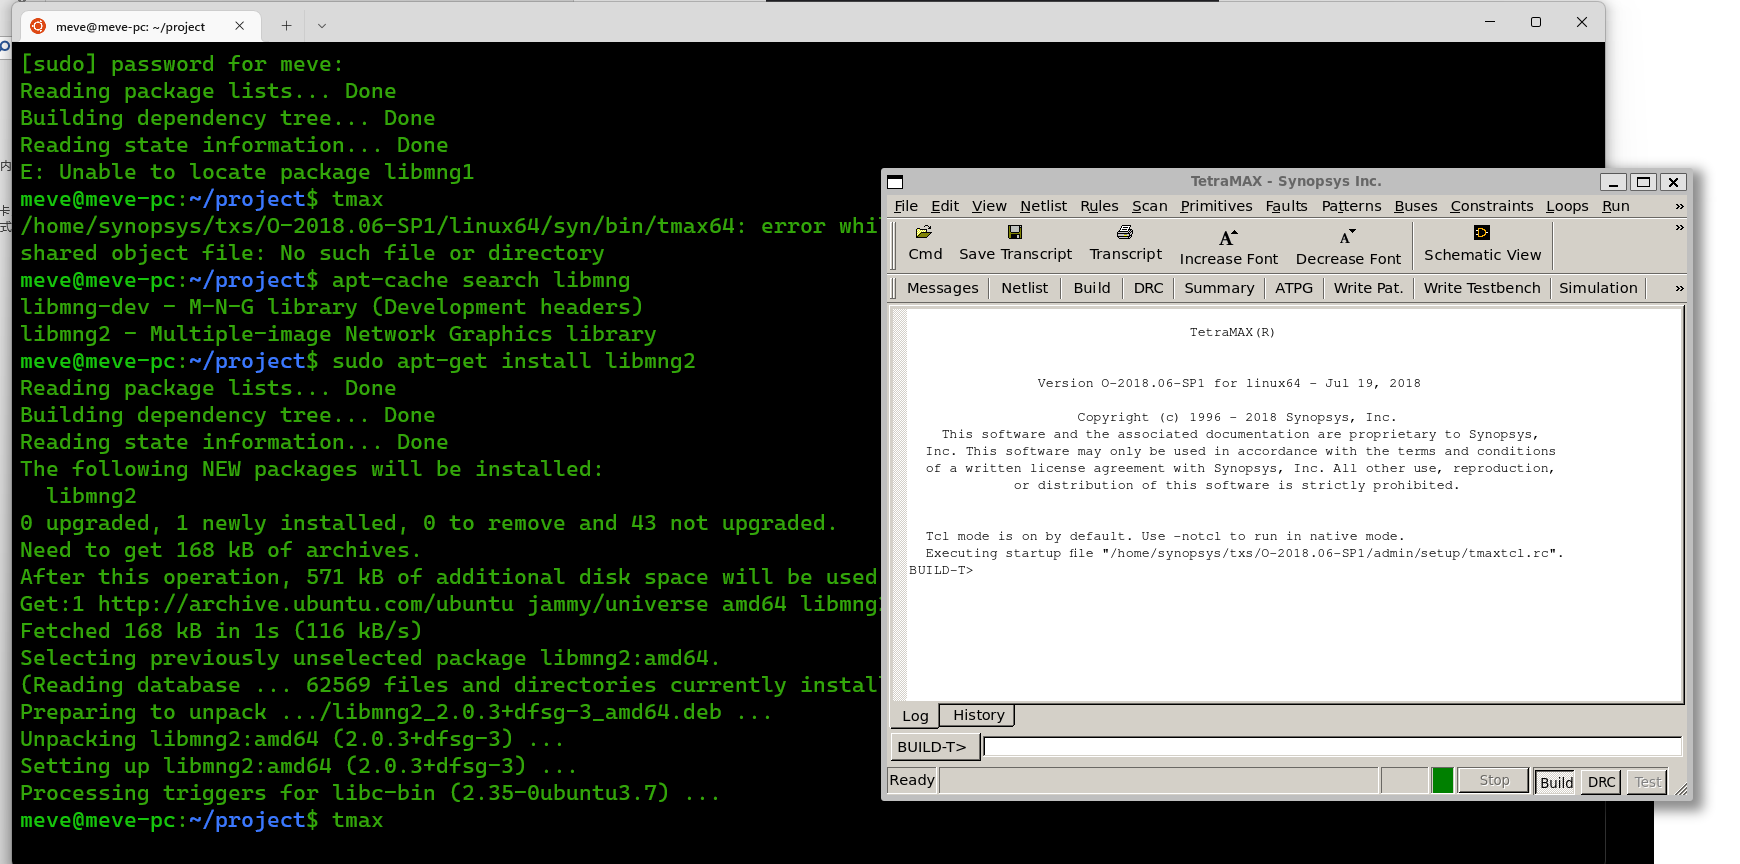 meve@meve-pc: ~/project
[sudo] password for meve:
Reading package lists... Done
Building dependency tree... Done
Reading state information... Done
E: Unable to locate package libmng1
meve@meve-pc:~/project$ tmax
/home/synopsys/txs/O-2018.06-SP1/linux64/syn/bin/tmax64: error whil
shared object file: No such file or directory
meve@meve-pc:~/project$ apt-cache search libmng
libmng-dev - M-N-G library (Development headers)
libmng2 - Multiple-image Network Graphics library
meve@meve-pc:~/project$ sudo apt-get install libmng2
Reading package lists... Done
Building dependency tree... Done
Reading state information... Done
The following NEW packages will be installed:
libmng2
0 upgraded, 1 newly installed, 0 to remove and 43 not upgraded.
Need to get 168 kB of archives.
After this operation, 571 kB of additional disk space will be used
Get:1 http://archive.ubuntu.com/ubuntu jammy/universe amd64 libmng
Fetched 168 kB in 1s (116 kB/s)
Selecting previously unselected package libmng2:amd64.
(Reading database ... 62569 files and directories currently instal
Preparing to unpack .../libmng2_2.0.3+dfsg-3_amd64.deb ...
Unpacking libmng2:amd64 (2.0.3+dfsg-3) ...
Setting up libmng2:amd64 (2.0.3+dfsg-3) ...
Processing triggers for libc-bin (2.35-0ubuntu3.7) ...
meve@meve-pc:~/project$ tmax
内
卡
式
TetraMAX - Synopsys Inc.
File Edit View Netlist Rules Scan Primitives Faults Patterns Buses Constraints Loops Run »
Cmd Save Transcript Transcript Increase Font Decrease Font Schematic View »
Messages Netlist Build DRC Summary ATPG Write Pat. Write Testbench Simulation »
TetraMAX(R)
Version O-2018.06-SP1 for linux64 - Jul 19, 2018
Copyright (c) 1996 - 2018 Synopsys, Inc.
This software and the associated documentation are proprietary to Synopsys,
Inc. This software may only be used in accordance with the terms and conditions
of a written license agreement with Synopsys, Inc. All other use, reproduction,
or distribution of this software is strictly prohibited.
Tcl mode is on by default. Use -notcl to run in native mode.
Executing startup file "/home/synopsys/txs/O-2018.06-SP1/admin/setup/tmaxtcl.rc".
BUILD-T>
Log History
BUILD-T>
Ready Stop Build DRC Test